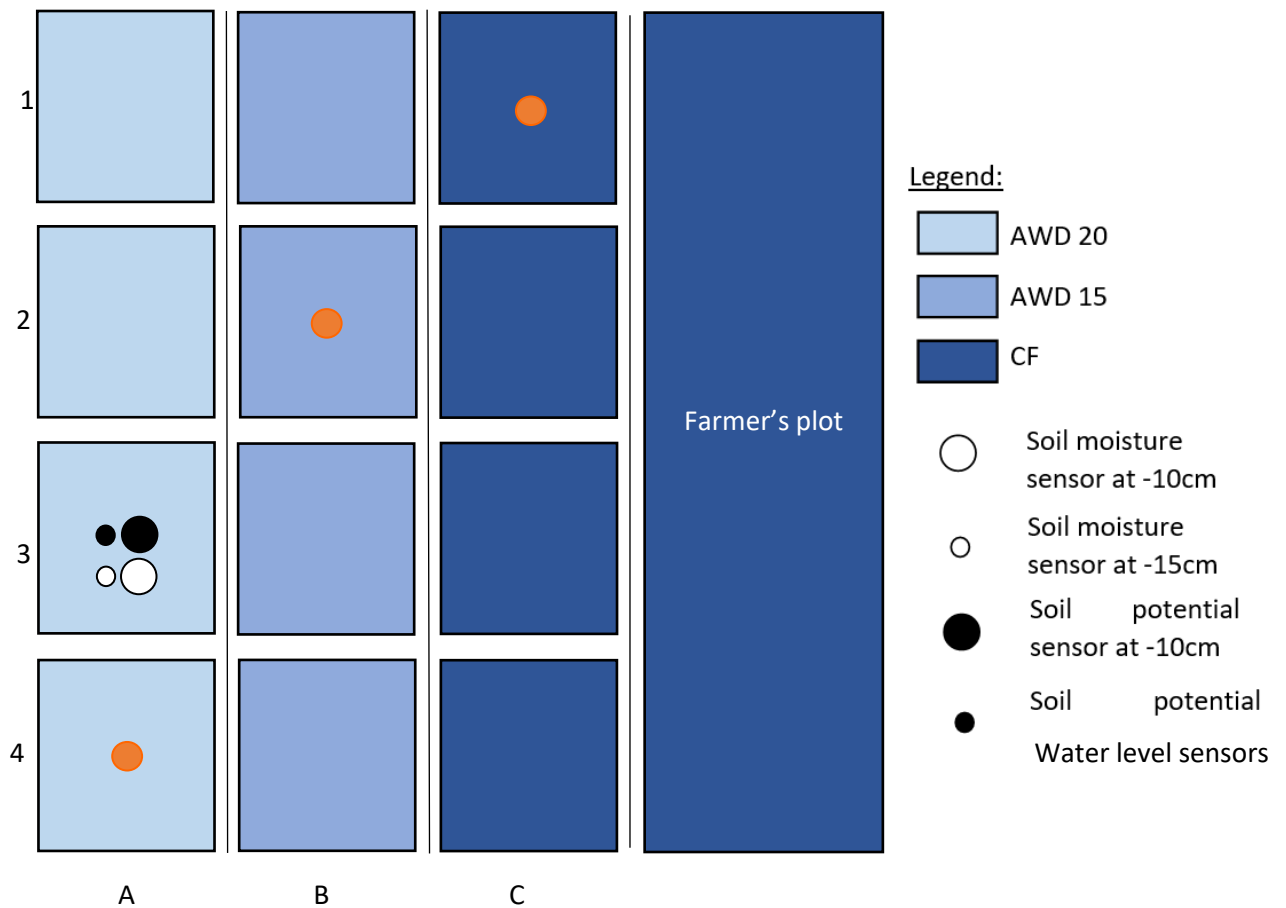 1
2
3
4
A
B
C
Farmer’s plot
Legend:
AWD 20
AWD 15
CF
Soil moisture
sensor at -10cm
Soil moisture
sensor at -15cm
Soil potential
sensor at -10cm
Soil potential
Water level sensors